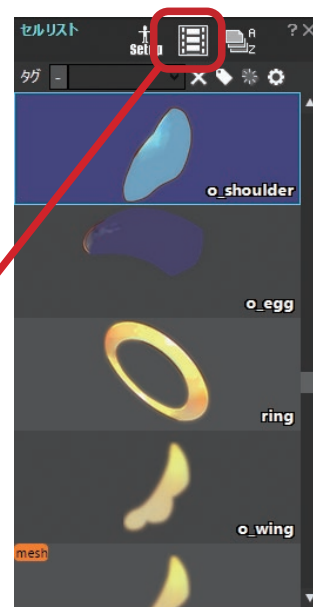 セルリスト
Setup
A
Z
?×
タグ -
o_shoulder
o_egg
ring
o_wing
mesh